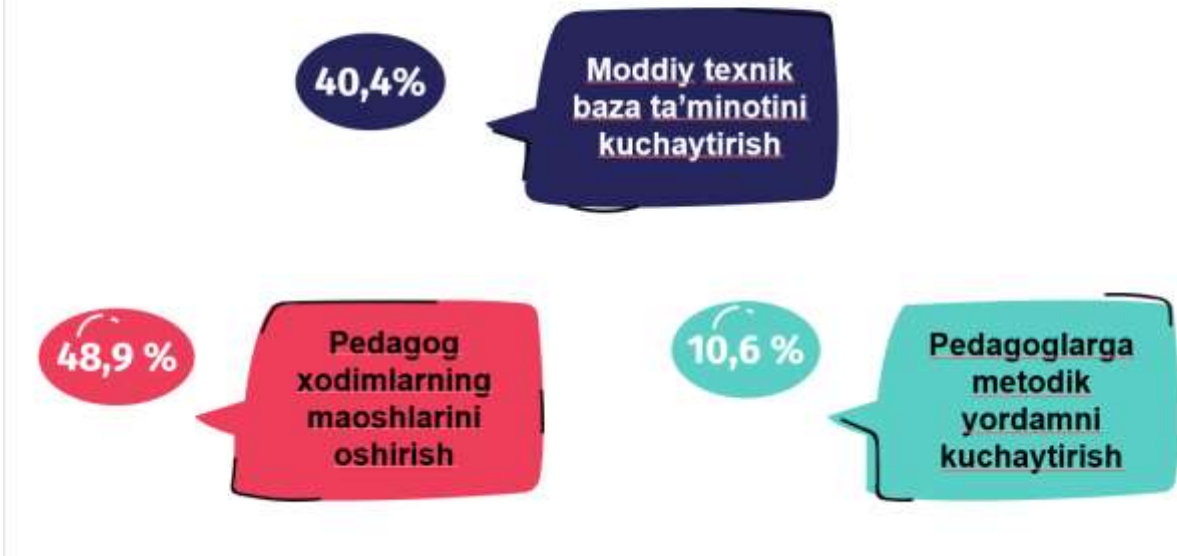 40,4%
Moddiy texnik
baza ta’minotini
kuchaytirish
48,9 %
Pedagog
xodimlarning
maoshlarini
oshirish
10,6 %
Pedagoglarga
metodik
yordamni
kuchaytirish